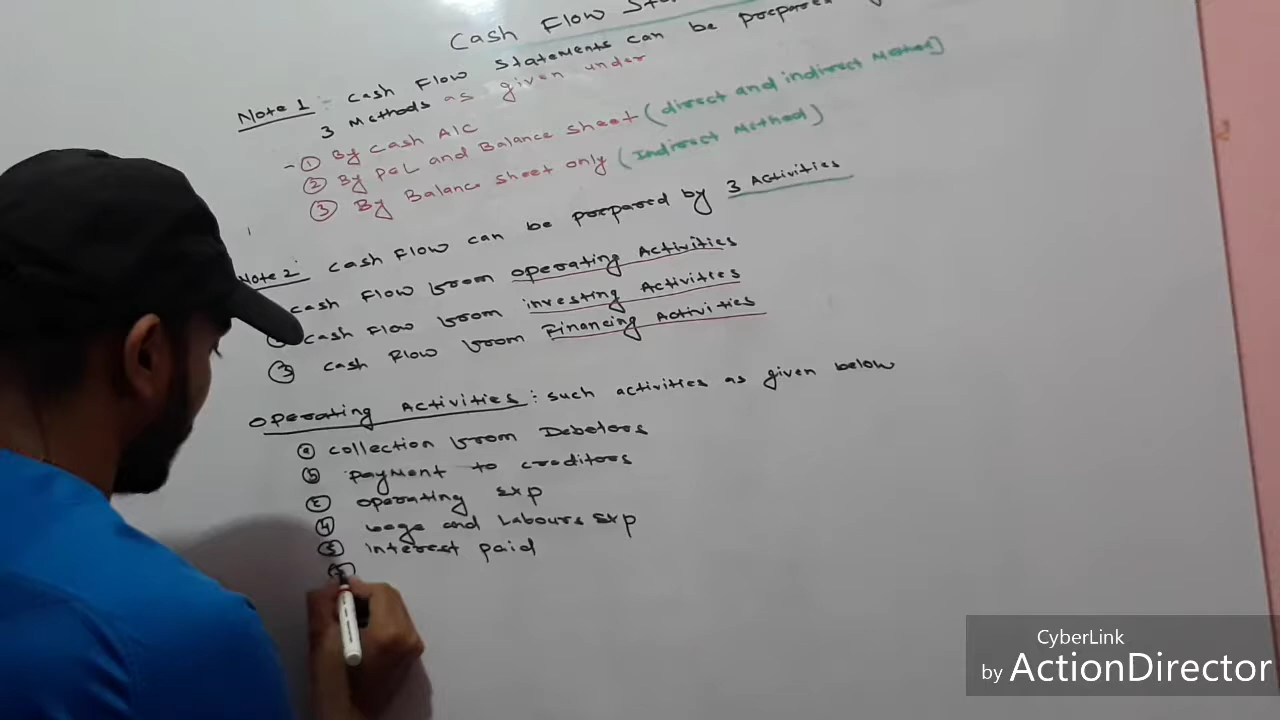 Cash Flow
Note 1 :- Cash Flow Statements can be prepared
3 Methods as given under
① By Cash A/C
② By P&L and Balance sheet (direct and indirect Method)
③ By Balance sheet only (Indirect Method)
Note 2 Cash Flow can be prepared by 3 Activities
Cash Flow from operating Activities
Cash Flow from investing Activities
③ Cash Flow from Financing Activities
Operating Activities : such activities as given below
ⓐ collection from Debetors
ⓑ payment to creditors
ⓒ operating Exp
④ wage and Labours Exp
⑤ interest paid
CyberLink
by ActionDirector